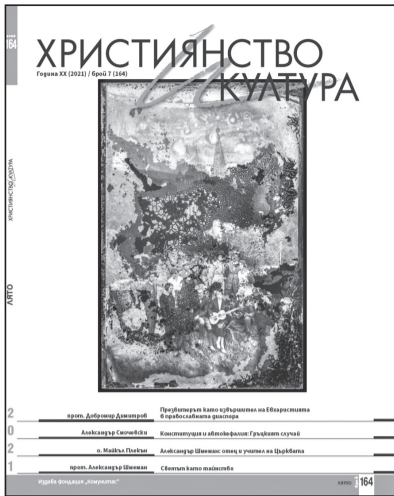 164
ХРИСТИЯНСТВО
и
КУЛТУРА
Година XX (2021) / брой 7 (164)
ХРИСТИЯНСТВО И КУЛТУРА
ЛЯТО
2
0
2
1
прот. Добромир Димитров
Презвитерът като извършител на Евхаристията
в православната диаспора
Александър Смочевски
Конституция и автокефалия: Гръцкият случай
о. Майкъл Плекън
Александър Шмеман: отец и учител на Църквата
прот. Александър Шмеман
Светът като тайнство
Издава фондация „Комунитас“
лято
164